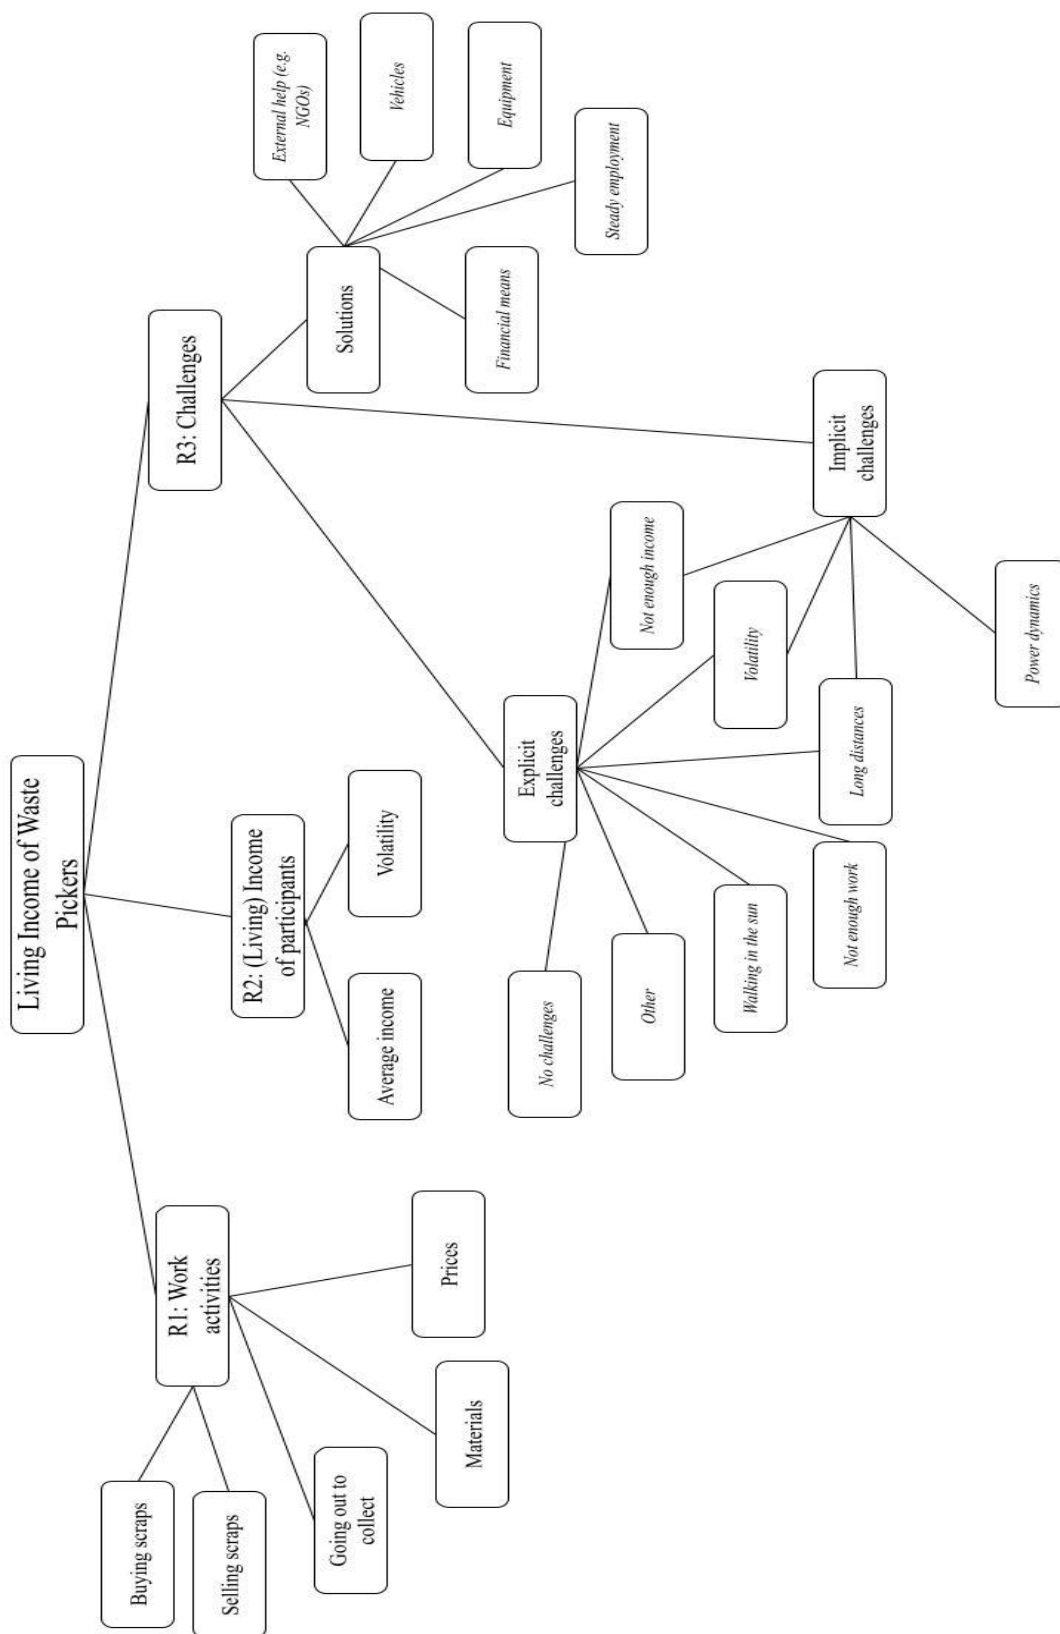 Living Income of Waste
Pickers
R1: Work
activities
Buying scraps
Selling scraps
Going out to
collect
Materials
Prices
R2: (Living) Income
of participants
Average income
Volatility
R3: Challenges
Explicit
challenges
No challenges
Other
Walking in the sun
Not enough work
Long distances
Volatility
Not enough income
Implicit
challenges
Power dynamics
Solutions
Financial means
Steady employment
Equipment
Vehicles
External help (e.g.
NGOs)